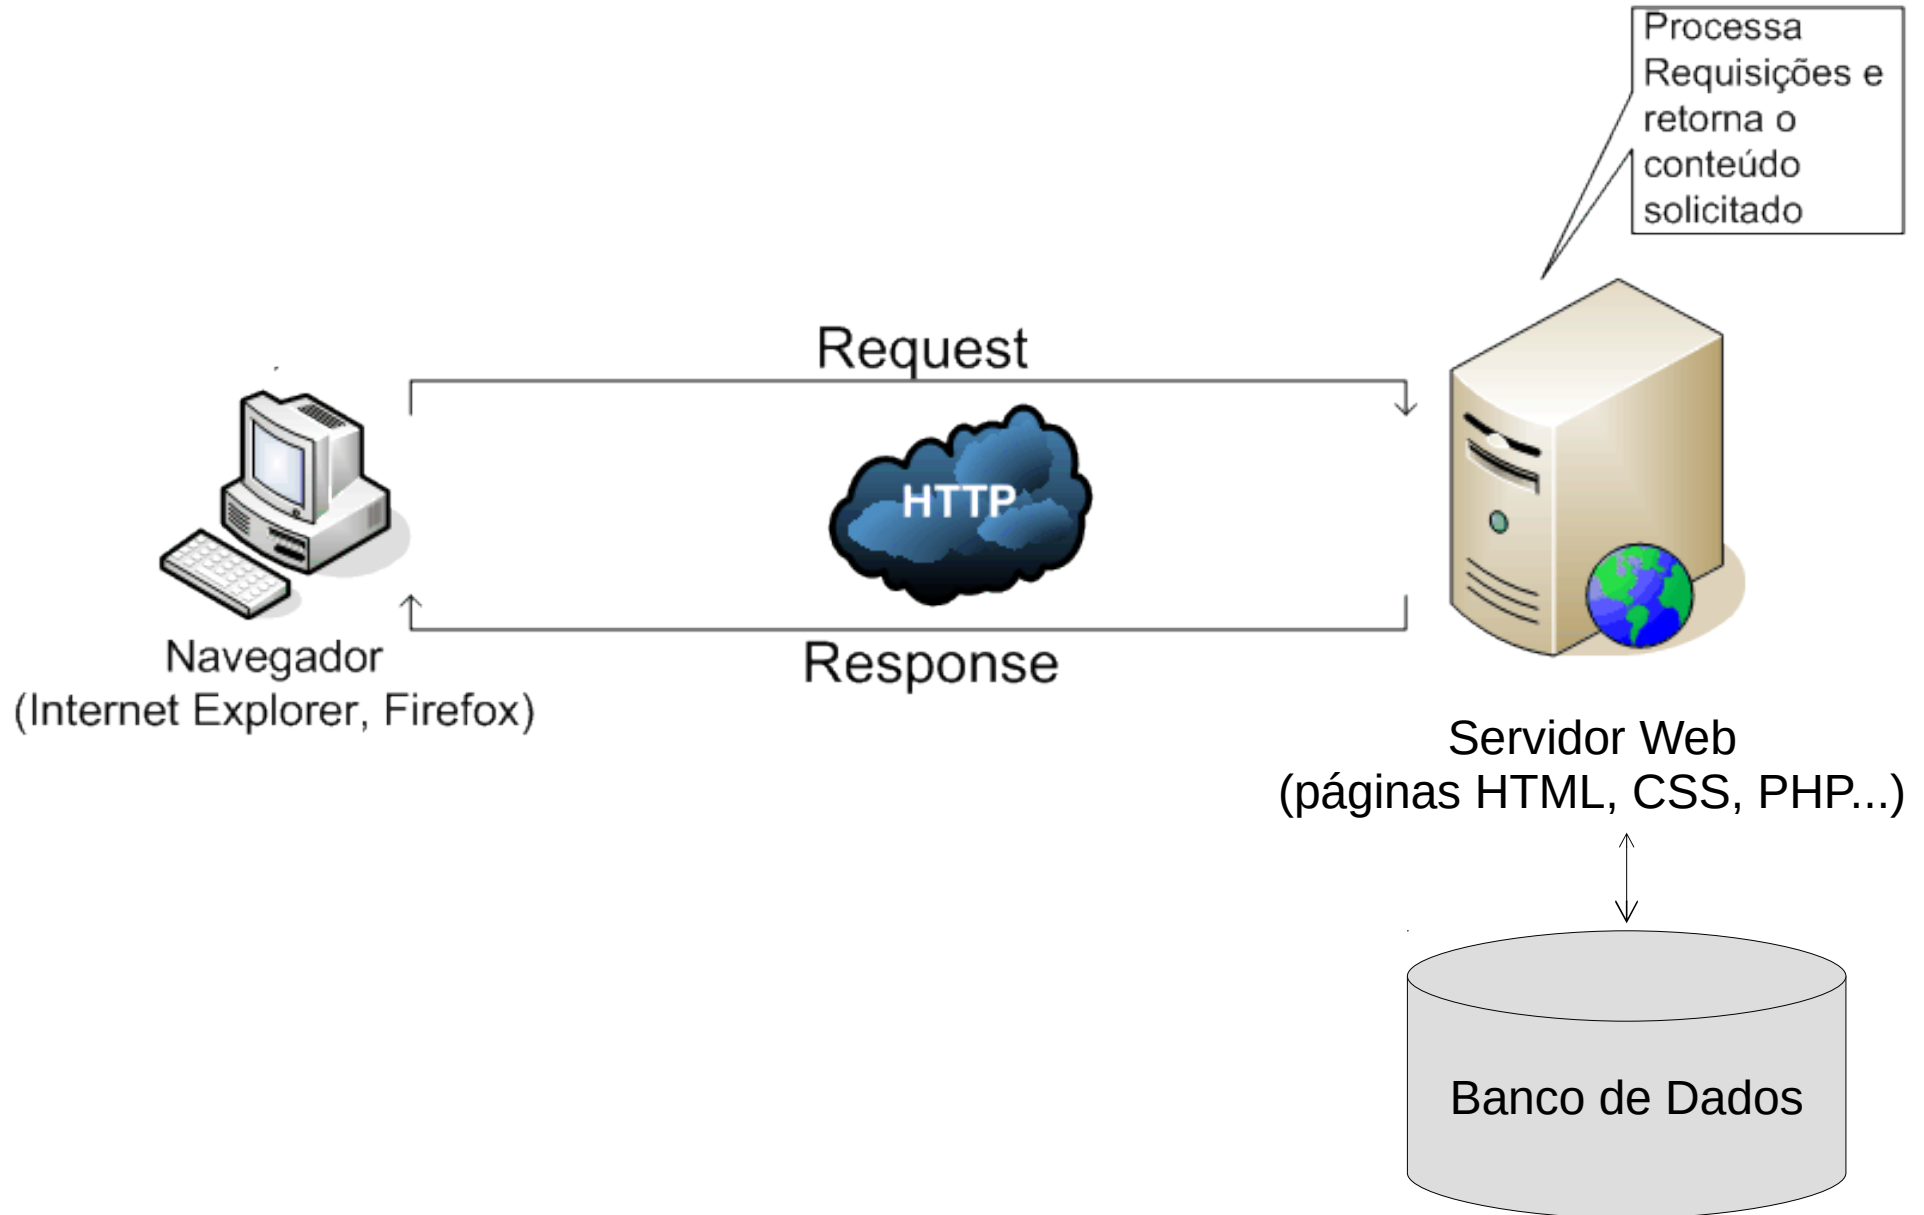 Processa
Requisições e
retorna o
conteúdo
solicitado
Request
HTTP
Response
Navegador
(Internet Explorer, Firefox)
Servidor Web
(páginas HTML, CSS, PHP...)
Banco de Dados